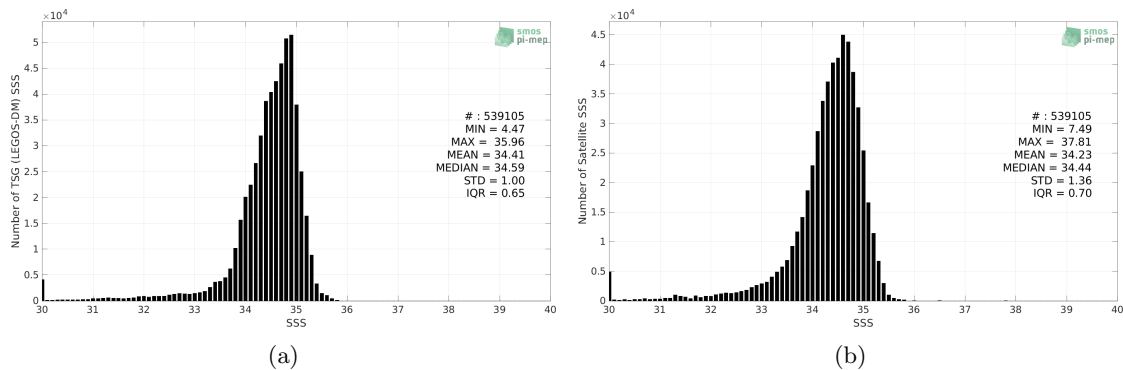 ×10⁴
5
4.5
4
3.5
3
2.5
2
1.5
1
0.5
0
Number of TSG (LEGOS-DM) SSS
30 31 32 33 34 35 36 37 38 39 40
SSS
smos
pi-mep
# : 539105
MIN = 4.47
MAX = 35.96
MEAN = 34.41
MEDIAN = 34.59
STD = 1.00
IQR = 0.65
(a)
×10⁴
4.5
4
3.5
3
2.5
2
1.5
1
0.5
0
Number of Satellite SSS
30 31 32 33 34 35 36 37 38 39 40
SSS
smos
pi-mep
# : 539105
MIN = 7.49
MAX = 37.81
MEAN = 34.23
MEDIAN = 34.44
STD = 1.36
IQR = 0.70
(b)